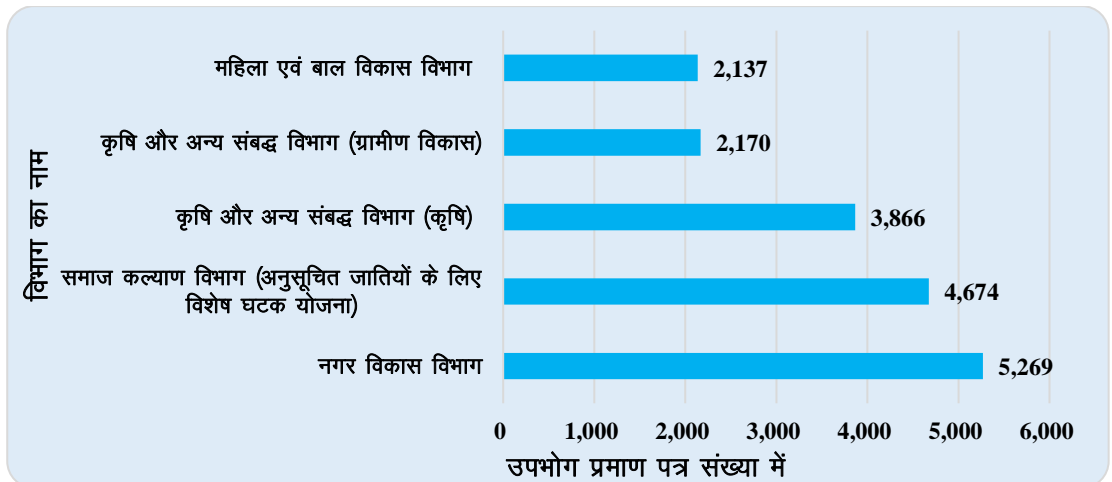 विभाग का नाम
महिला एवं बाल विकास विभाग 2,137
कृषि और अन्य संबद्ध विभाग (ग्रामीण विकास) 2,170
कृषि और अन्य संबद्ध विभाग (कृषि) 3,866
समाज कल्याण विभाग (अनुसूचित जातियों के लिए
विशेष घटक योजना) 4,674
नगर विकास विभाग 5,269
0 1,000 2,000 3,000 4,000 5,000 6,000
उपभोग प्रमाण पत्र संख्या में